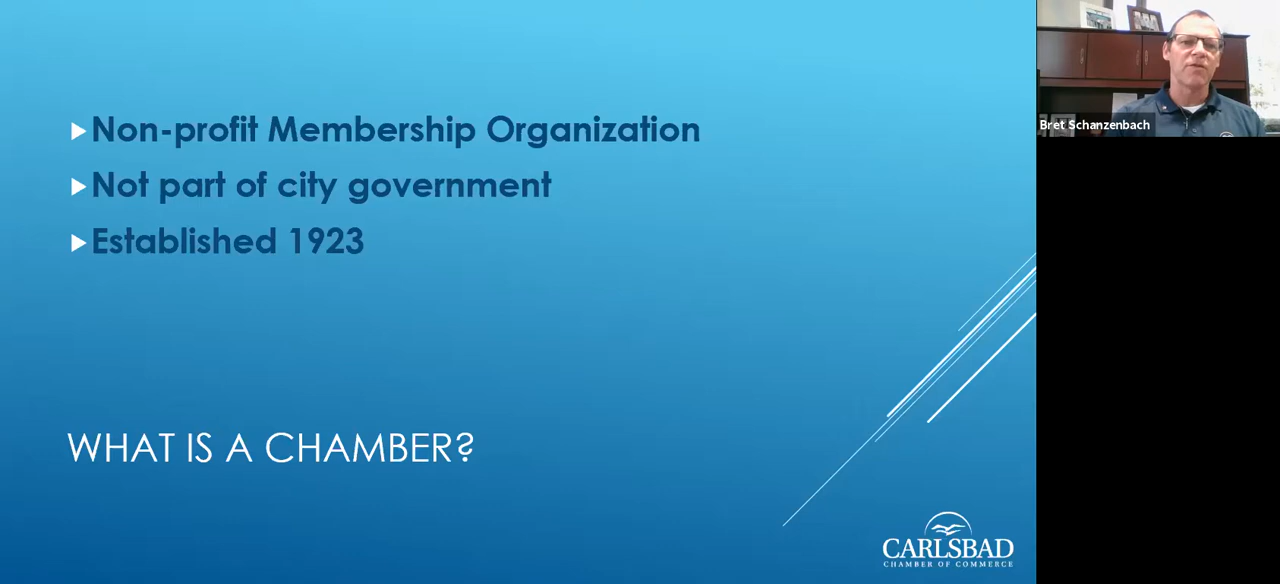 Non-profit Membership Organization
Not part of city government
Established 1923
WHAT IS A CHAMBER?
CARLSBAD
CHAMBER OF COMMERCE
Bret Schanzenbach